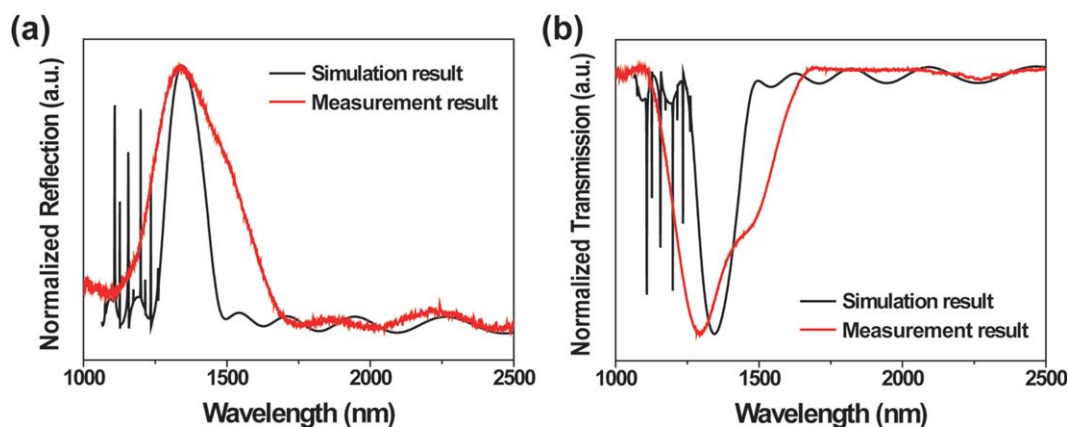 (a)
Normalized Reflection (a.u.)
Simulation result
Measurement result
1000 1500 2000 2500
Wavelength (nm)
(b)
Normalized Transmission (a.u.)
Simulation result
Measurement result
1000 1500 2000 2500
Wavelength (nm)